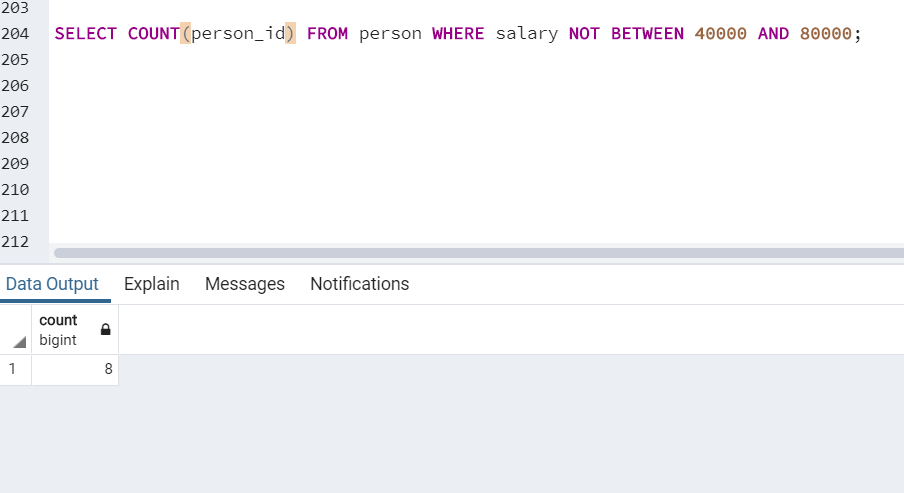 203
204 SELECT COUNT(person_id) FROM person WHERE salary NOT BETWEEN 40000 AND 80000;
205
206
207
208
209
210
211
212
Data Output Explain Messages Notifications
count
bigint
1 8